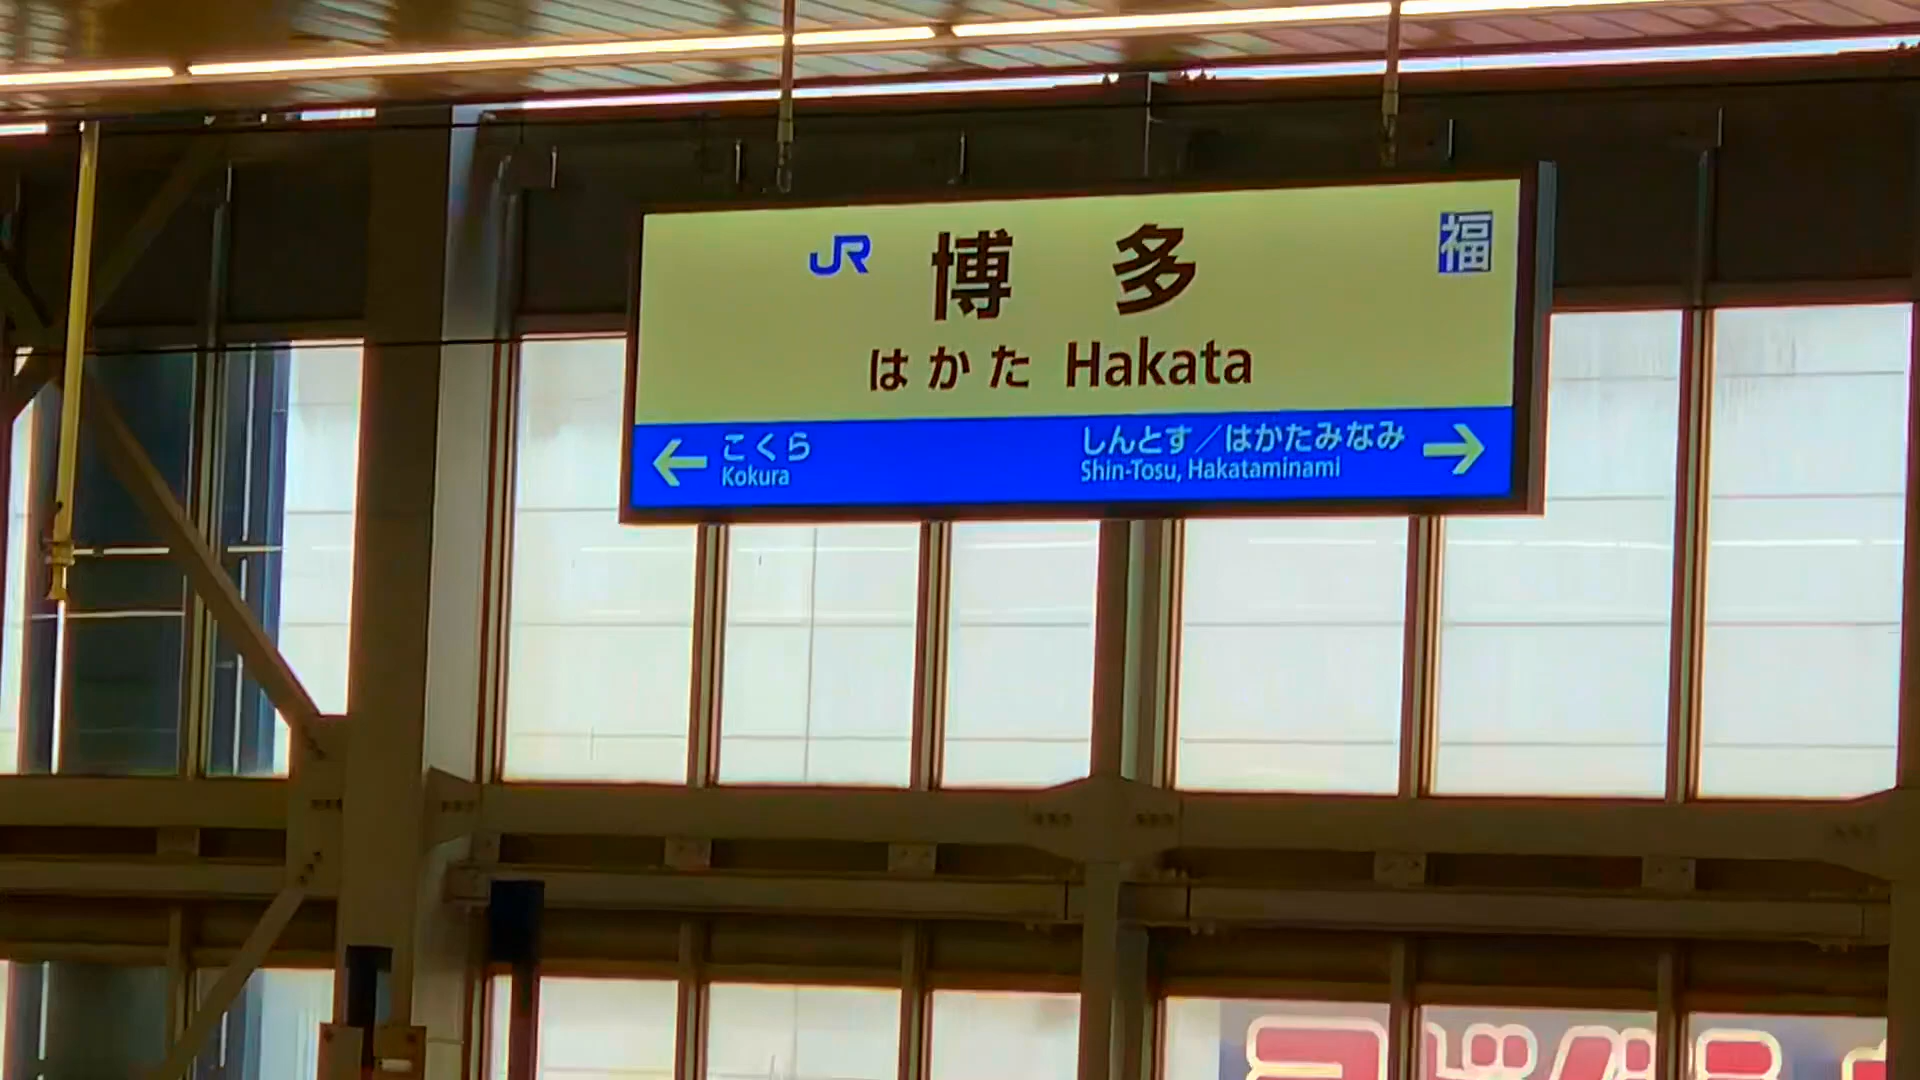 JR 博多 福
はかた Hakata
← こくら しんとす／はかたみなみ →
Kokura Shin-Tosu, Hakataminami